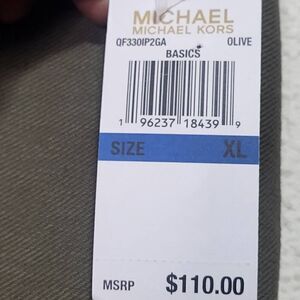 MICHAEL
MICHAEL KORS
QF330IP2GA OLIVE
BASICS
1 96237 18439 9
SIZE XL
MSRP $110.00